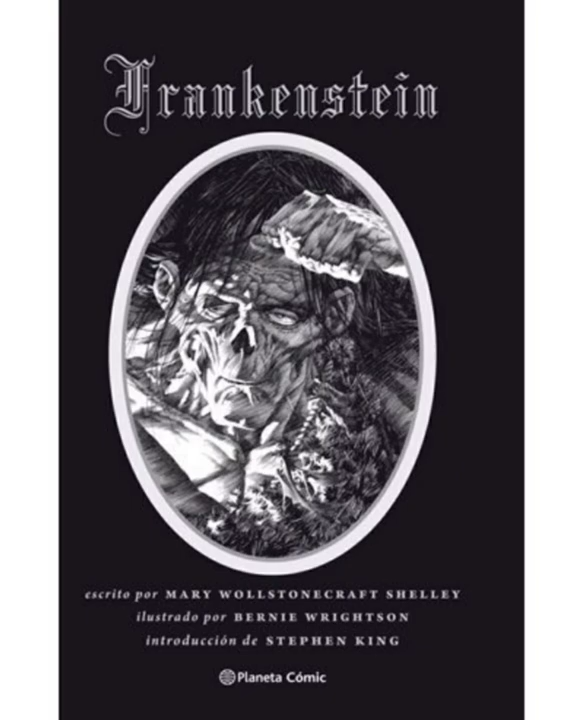 Frankenstein
escrito por MARY WOLLSTONECRAFT SHELLEY
ilustrado por BERNIE WRIGHTSON
introducción de STEPHEN KING
Planeta Cómic